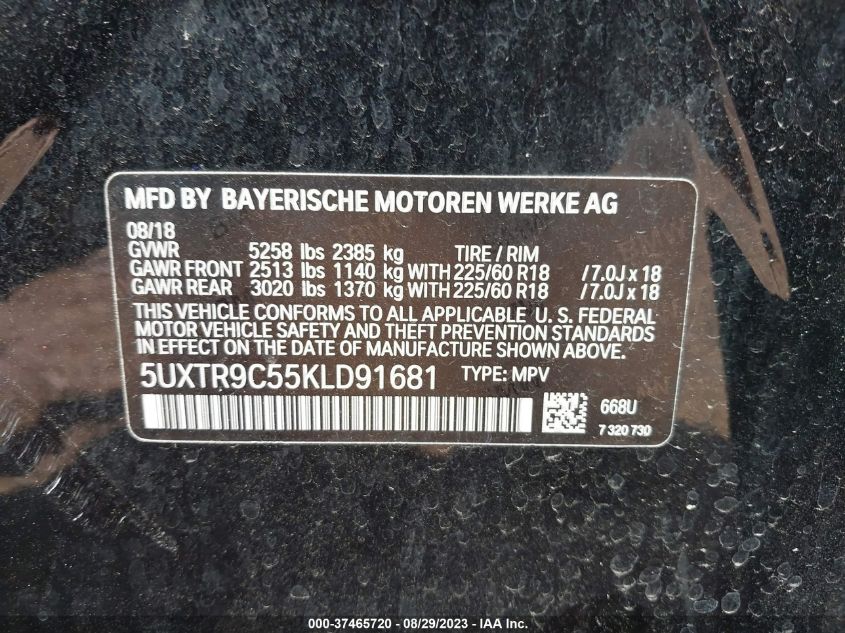 MFD BY BAYERISCHE MOTOREN WERKE AG
08/18
GVWR 5258 lbs 2385 kg TIRE / RIM
GAWR FRONT 2513 lbs 1140 kg WITH 225/60 R18 / 7.0J x 18
GAWR REAR 3020 lbs 1370 kg WITH 225/60 R18 / 7.0J x 18
THIS VEHICLE CONFORMS TO ALL APPLICABLE U. S. FEDERAL
MOTOR VEHICLE SAFETY AND THEFT PREVENTION STANDARDS
IN EFFECT ON THE DATE OF MANUFACTURE SHOWN ABOVE.
5UXTR9C55KLD91681 TYPE: MPV
668U
7 320 730
000-37465720 - 08/29/2023 - IAA Inc.